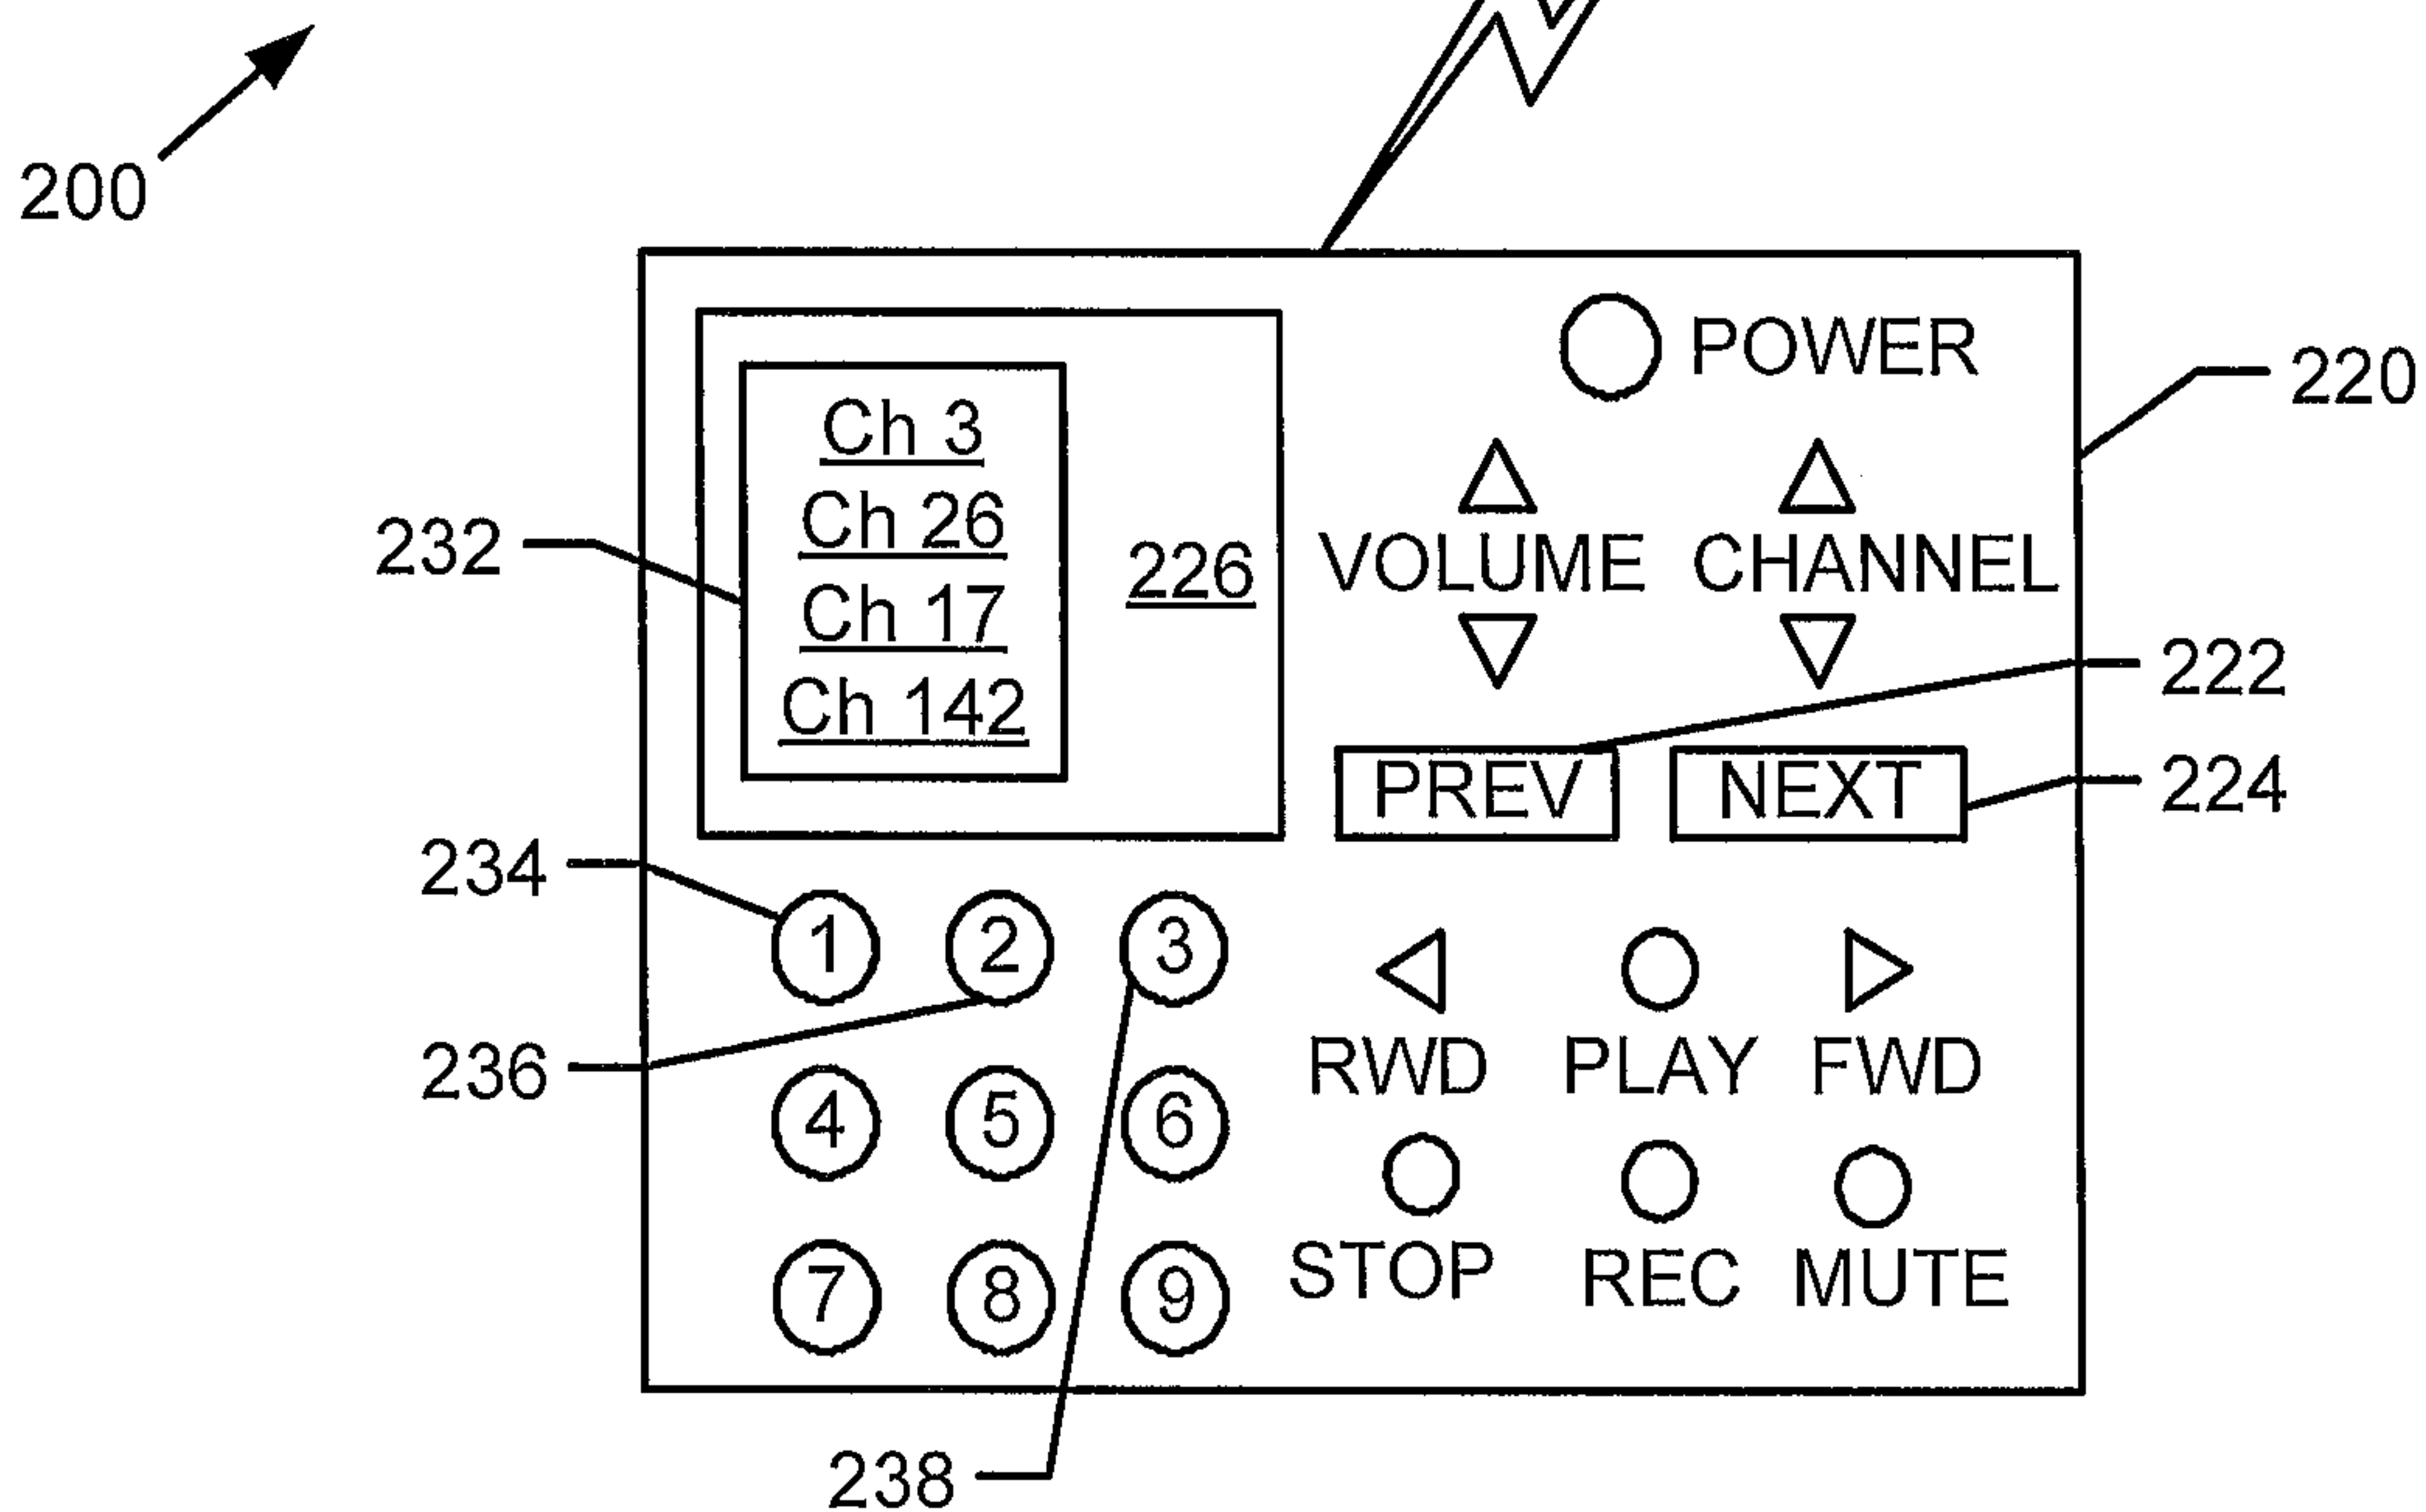 200
POWER
220
Ch 3
Ch 26
Ch 17
Ch 142
226
232
VOLUME CHANNEL
222
PREV NEXT
224
234
1 2 3
236
RWD PLAY FWD
4 5 6
STOP REC MUTE
7 8 9
238